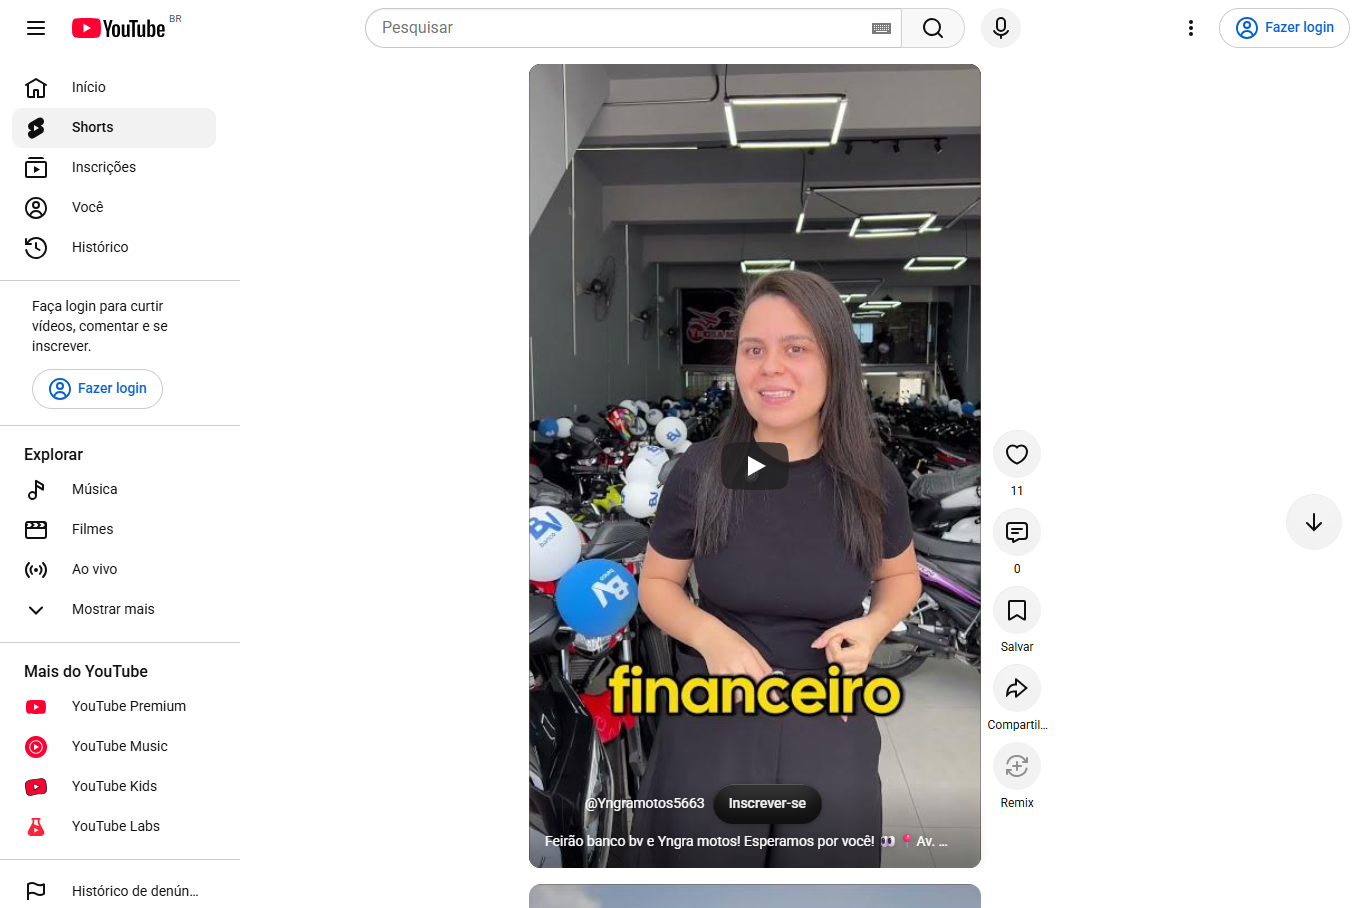 YouTube BR
Pesquisar
Fazer login
Início
Shorts
Inscrições
Você
Histórico
Faça login para curtir
vídeos, comentar e se
inscrever.
Fazer login
Explorar
Música
Filmes
Ao vivo
Mostrar mais
Mais do YouTube
YouTube Premium
YouTube Music
YouTube Kids
YouTube Labs
Histórico de denún...
BV
banco
BV
financeiro
@Yngramotos5663
Inscrever-se
Feirão banco bv e Yngra motos! Esperamos por você! 👀📍Av. ...
11
0
Salvar
Compartil...
Remix